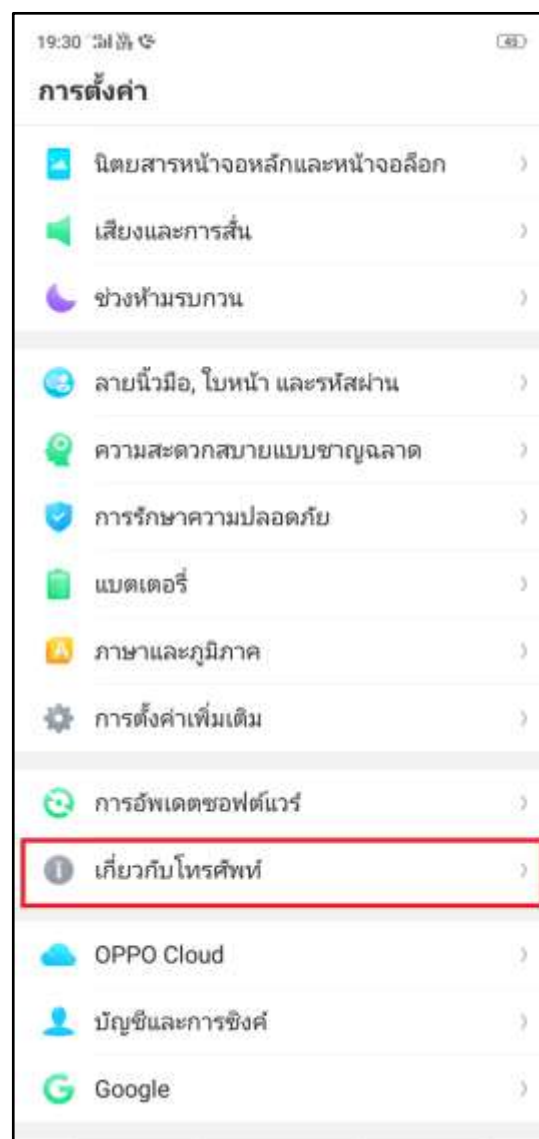 19:30
การตั้งค่า
นิตยสารหน้าจอหลักและหน้าจอล็อก
เสียงและการสั่น
ช่วงห้ามรบกวน
ลายนิ้วมือ, ใบหน้า และรหัสผ่าน
ความสะดวกสบายแบบชาญฉลาด
การรักษาความปลอดภัย
แบตเตอรี่
ภาษาและภูมิภาค
การตั้งค่าเพิ่มเติม
การอัพเดตซอฟต์แวร์
เกี่ยวกับโทรศัพท์
OPPO Cloud
บัญชีและการซิงค์
Google